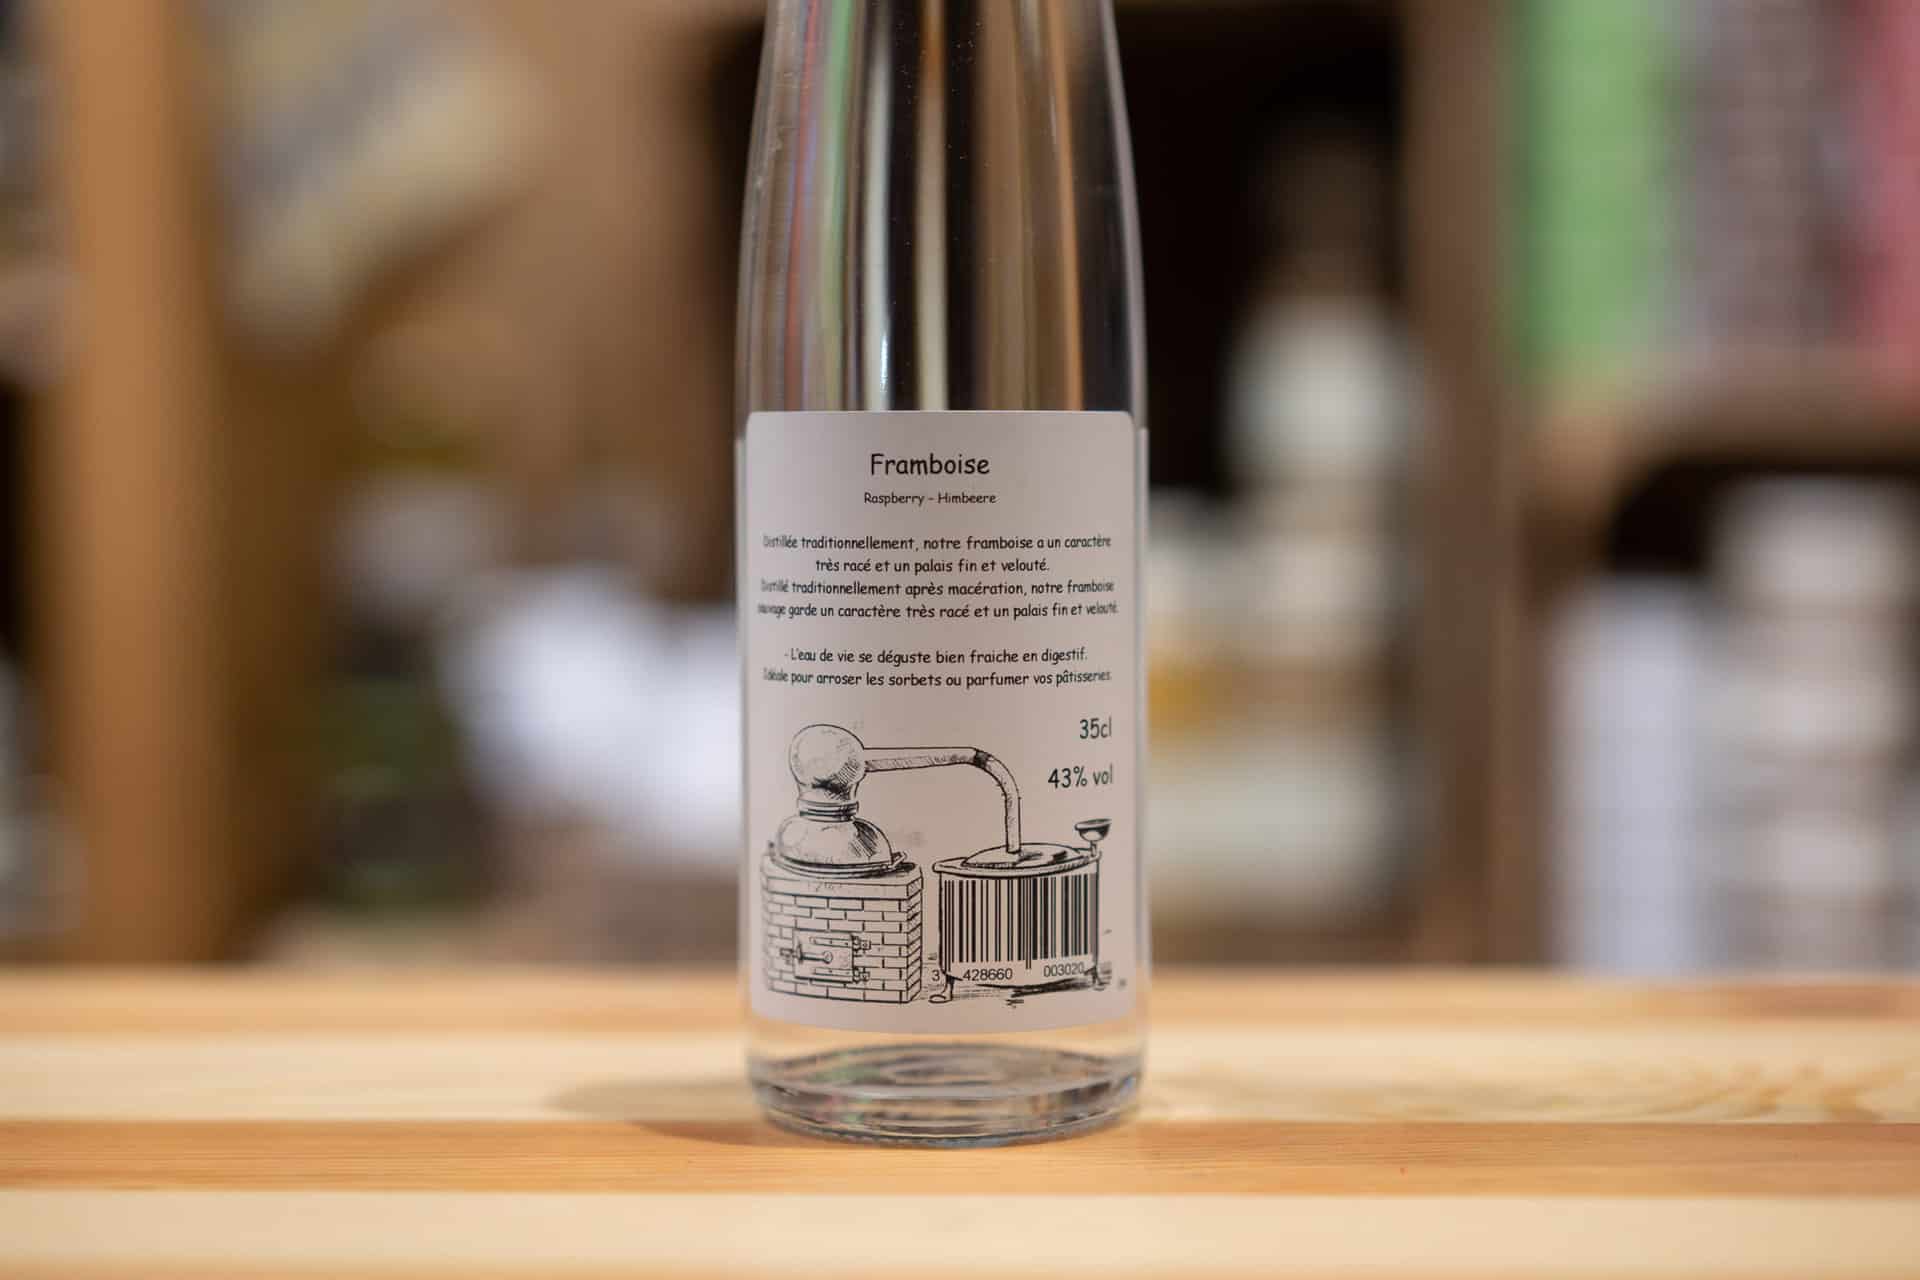 Framboise
Raspberry - Himbeere
Distillée traditionnellement, notre framboise a un caractère
très racé et un palais fin et velouté.
Distillé traditionnellement après macération, notre framboise
sauvage garde un caractère très racé et un palais fin et velouté.
- L'eau de vie se déguste bien fraiche en digestif.
Idéale pour arroser les sorbets ou parfumer vos pâtisseries.
35cl
43% vol
3 428660 003020